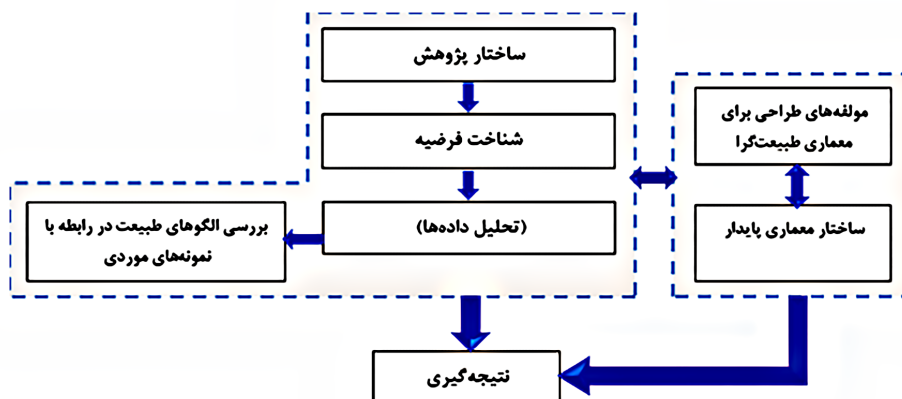 ساختار پژوهش
شناخت فرضیه
(تحلیل داده‌ها)
بررسی الگوهای طبیعت در رابطه با
نمونه‌های موردی
مولفه‌های طراحی برای
معماری طبیعت‌گرا
ساختار معماری پایدار
نتیجه‌گیری